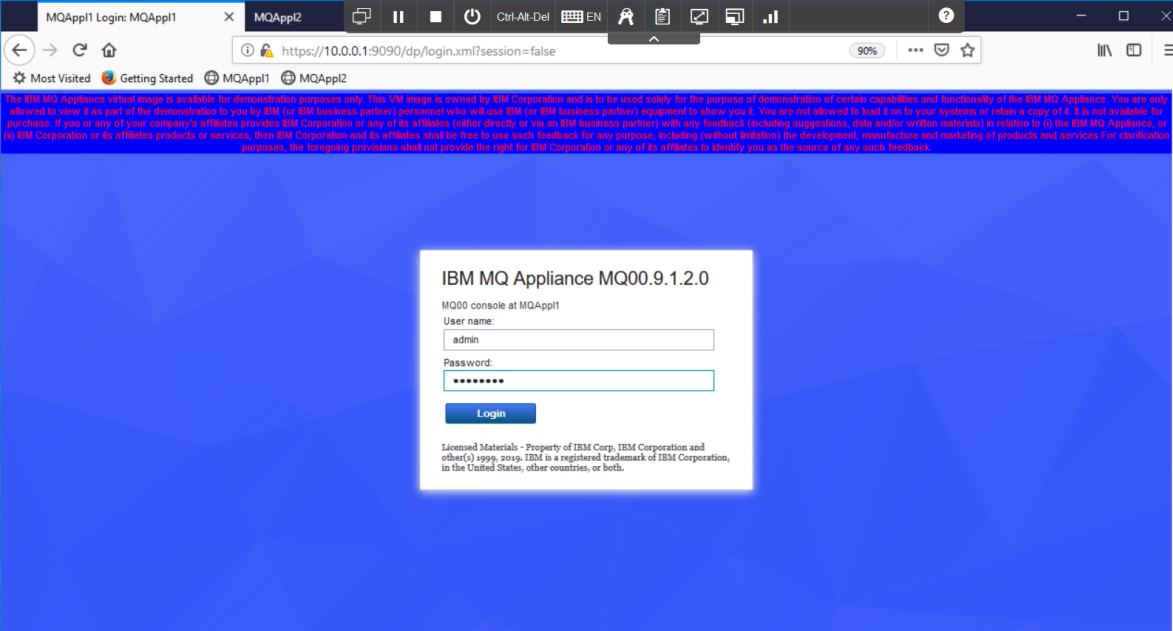 MQAppl1 Login: MQAppl1
MQAppl2
Ctrl-Alt-Del
EN
https://10.0.0.1:9090/dp/login.xml?session=false
90%
Most Visited
Getting Started
MQAppl1
MQAppl2
The IBM MQ Appliance virtual image is available for demonstration purposes only. This VM image is owned by IBM Corporation and is to be used solely for the purpose of demonstration of certain capabilities and functionality of the IBM MQ Appliance. You are only
allowed to view it as part of the demonstration to you by IBM (or IBM business partner) personnel who will use IBM (or IBM business partner) equipment to show you it. You are not allowed to load it on to your systems or retain a copy of it. It is not available for
purchase. If you or any of your company's affiliates provides IBM Corporation or any of its affiliates (either directly or via an IBM business partner) with any feedback (including suggestions, data and/or written materials) in relation to (i) the IBM MQ Appliance, or
(ii) IBM Corporation or its affiliates products or services, then IBM Corporation and its affiliates shall be free to use such feedback for any purpose, including (without limitation) the development, manufacture and marketing of products and services.For clarification
purposes, the foregoing provisions shall not provide the right for IBM Corporation or any of its affiliates to identify you as the source of any such feedback.
IBM MQ Appliance MQ00.9.1.2.0
MQ00 console at MQAppl1
User name:
admin
Password:
Login
Licensed Materials - Property of IBM Corp, IBM Corporation and
other(s) 1999, 2019. IBM is a registered trademark of IBM Corporation,
in the United States, other countries, or both.